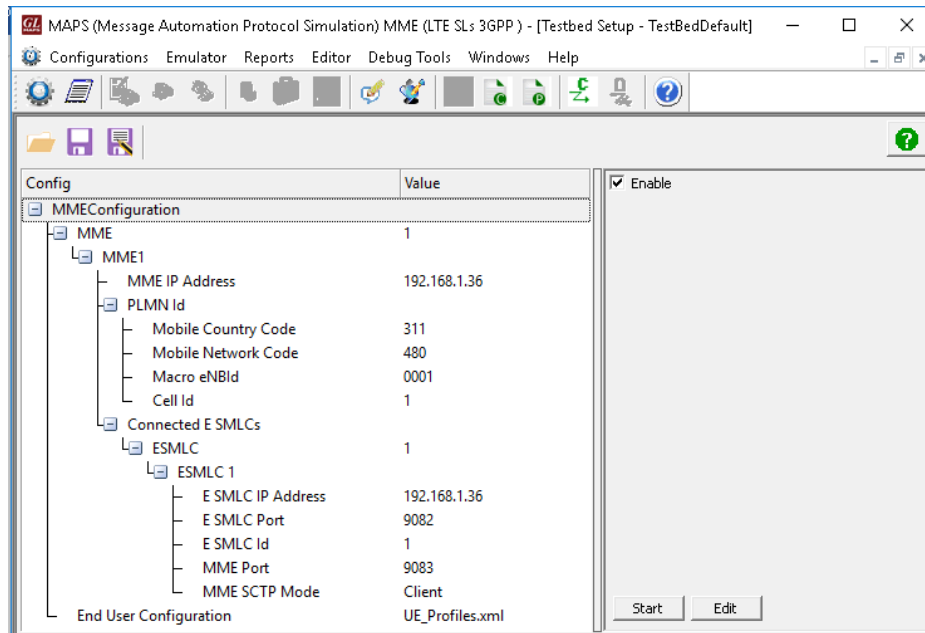 GL MAPS MAPS (Message Automation Protocol Simulation) MME (LTE SLs 3GPP ) - [Testbed Setup - TestBedDefault]
Configurations Emulator Reports Editor Debug Tools Windows Help
Config Value
Enable
MMEConfiguration
MME 1
MME1
MME IP Address 192.168.1.36
PLMN Id
Mobile Country Code 311
Mobile Network Code 480
Macro eNBId 0001
Cell Id 1
Connected E SMLCs
ESMLC 1
ESMLC 1
E SMLC IP Address 192.168.1.36
E SMLC Port 9082
E SMLC Id 1
MME Port 9083
MME SCTP Mode Client
End User Configuration UE_Profiles.xml
Start Edit